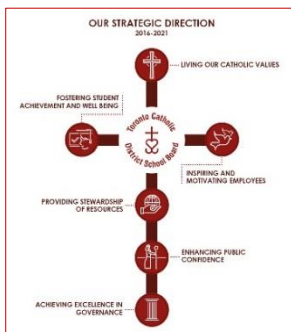 OUR STRATEGIC DIRECTION
2016-2021
LIVING OUR CATHOLIC VALUES
FOSTERING STUDENT
ACHIEVEMENT AND WELL BEING
Toronto Catholic
District School Board
INSPIRING AND
MOTIVATING EMPLOYEES
PROVIDING STEWARDSHIP
OF RESOURCES
ENHANCING PUBLIC
CONFIDENCE
ACHIEVING EXCELLENCE IN
GOVERNANCE